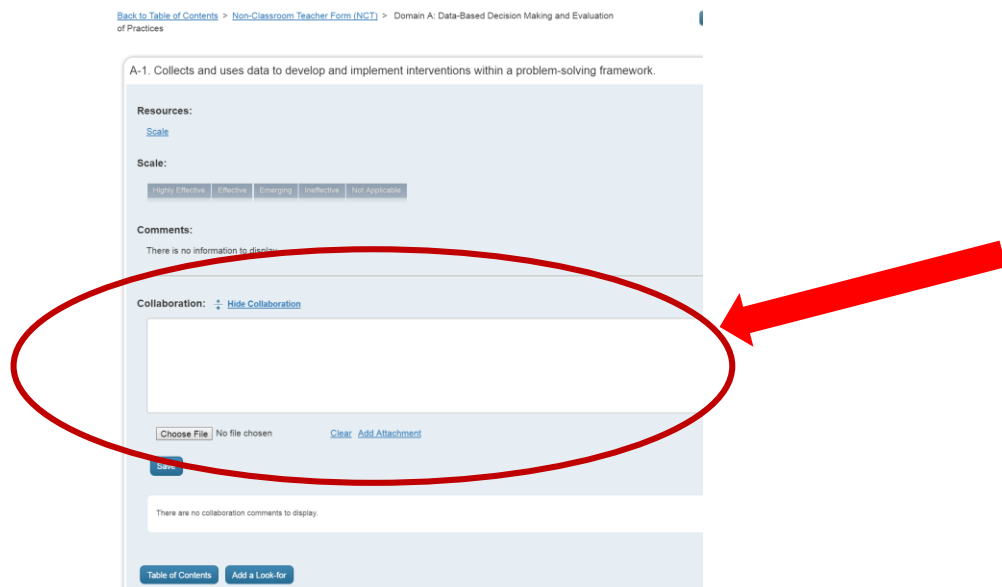 Back to Table of Contents > Non-Classroom Teacher Form (NCT) > Domain A: Data-Based Decision Making and Evaluation
of Practices
A-1. Collects and uses data to develop and implement interventions within a problem-solving framework.
Resources:
Scale
Scale:
Highly Effective Effective Emerging Ineffective Not Applicable
Comments:
There is no information to display.
Collaboration: Hide Collaboration
Choose File No file chosen Clear Add Attachment
Save
There are no collaboration comments to display.
Table of Contents Add a Look-for